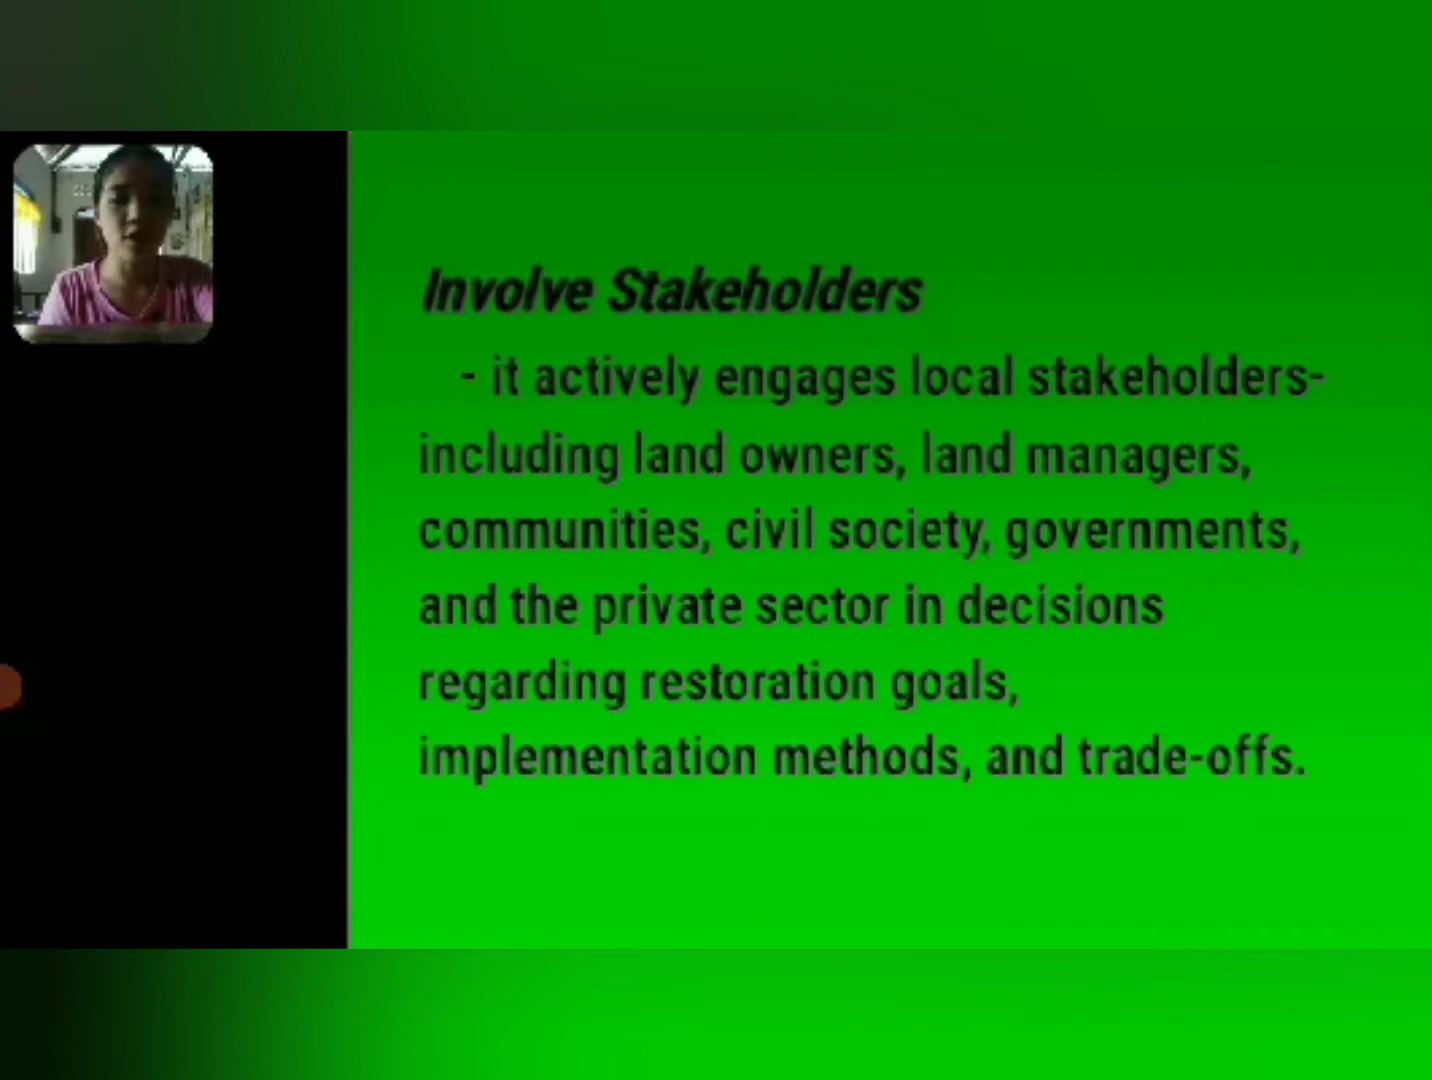 Involve Stakeholders
- it actively engages local stakeholders-
including land owners, land managers,
communities, civil society, governments,
and the private sector in decisions
regarding restoration goals,
implementation methods, and trade-offs.